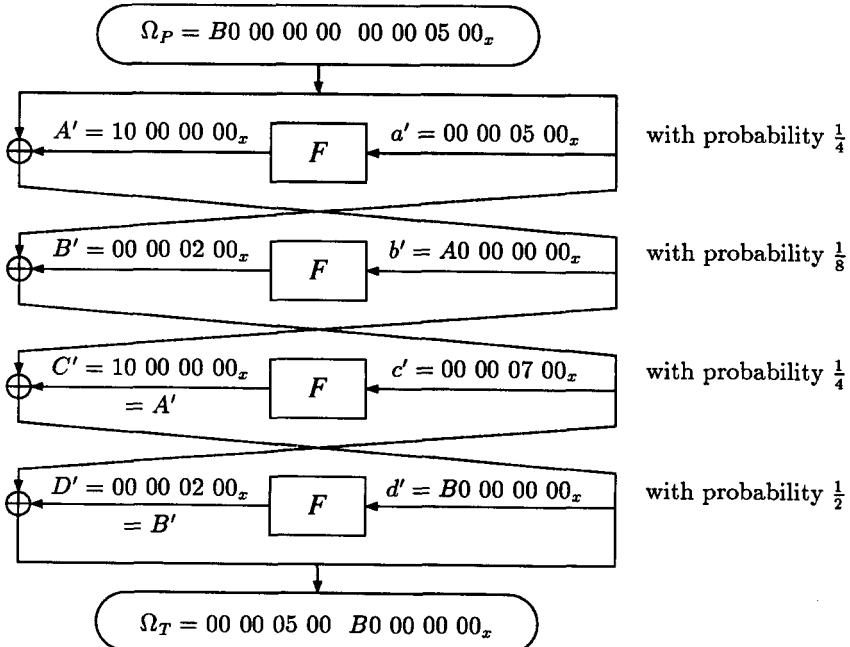 Ω_P = B0 00 00 00 00 00 05 00_x
A′ = 10 00 00 00_x F a′ = 00 00 05 00_x with probability 1/4
B′ = 00 00 02 00_x F b′ = A0 00 00 00_x with probability 1/8
C′ = 10 00 00 00_x F c′ = 00 00 07 00_x with probability 1/4
= A′
D′ = 00 00 02 00_x F d′ = B0 00 00 00_x with probability 1/2
= B′
Ω_T = 00 00 05 00 B0 00 00 00_x